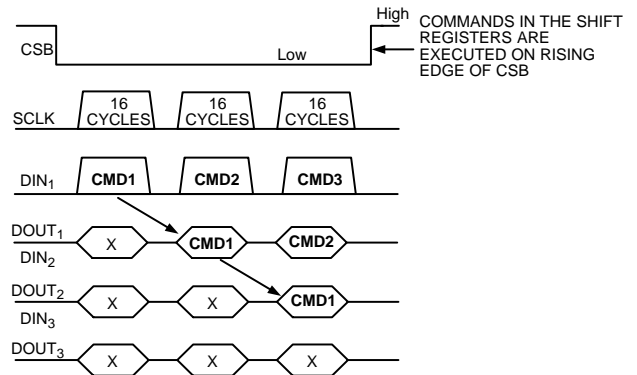 High
COMMANDS IN THE SHIFT
REGISTERS ARE
EXECUTED ON RISING
EDGE OF CSB
CSB
Low
SCLK
16
CYCLES
16
CYCLES
16
CYCLES
DIN1
CMD1
CMD2
CMD3
DOUT1
DIN2
X
CMD1
CMD2
DOUT2
DIN3
X
X
CMD1
DOUT3
X
X
X